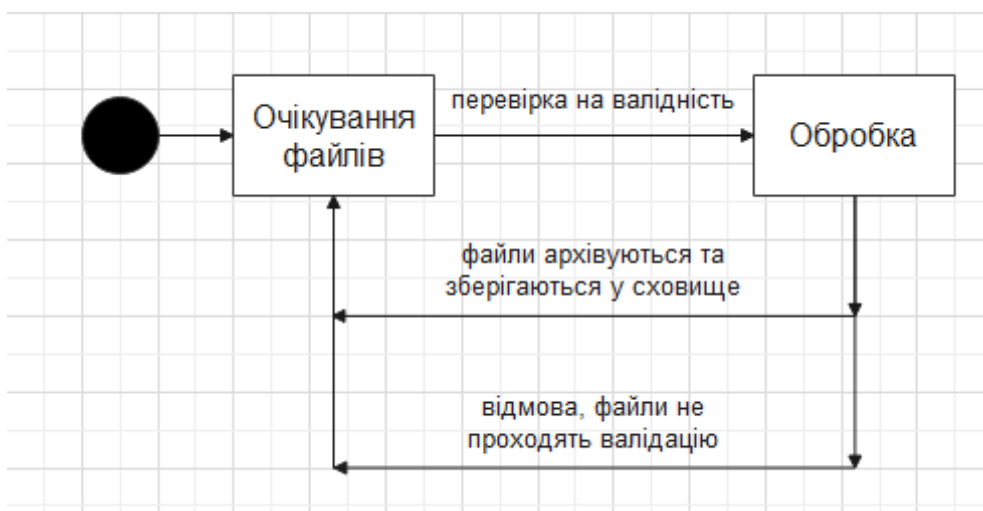 Очікування
файлів
перевірка на валідність
Обробка
файли архівуються та
зберігаються у сховище
відмова, файли не
проходять валідацію